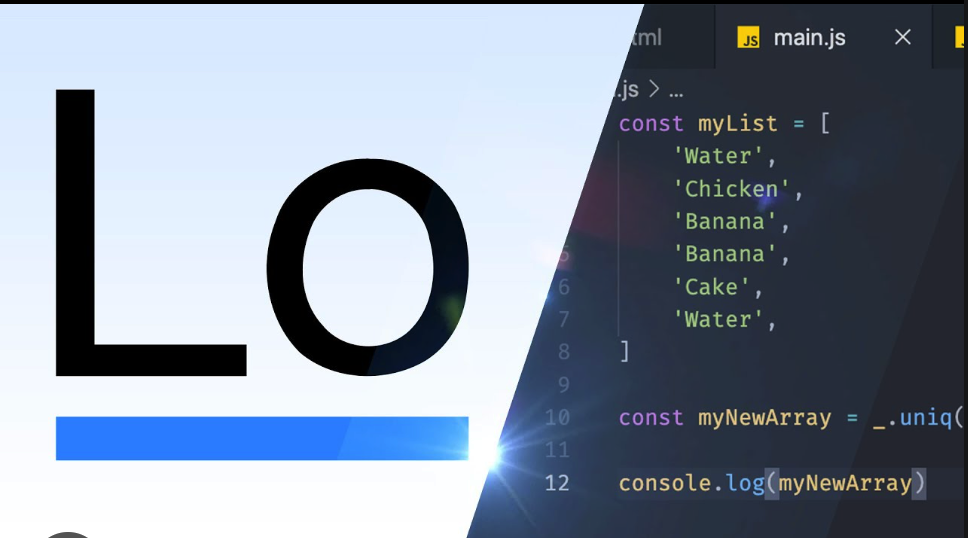 Lo
tml
JS main.js
.js > ...
const myList = [
'Water',
'Chicken',
'Banana',
5 'Banana',
6 'Cake',
7 'Water',
8 ]
9
10 const myNewArray = _.uniq(
11
12 console.log(myNewArray)